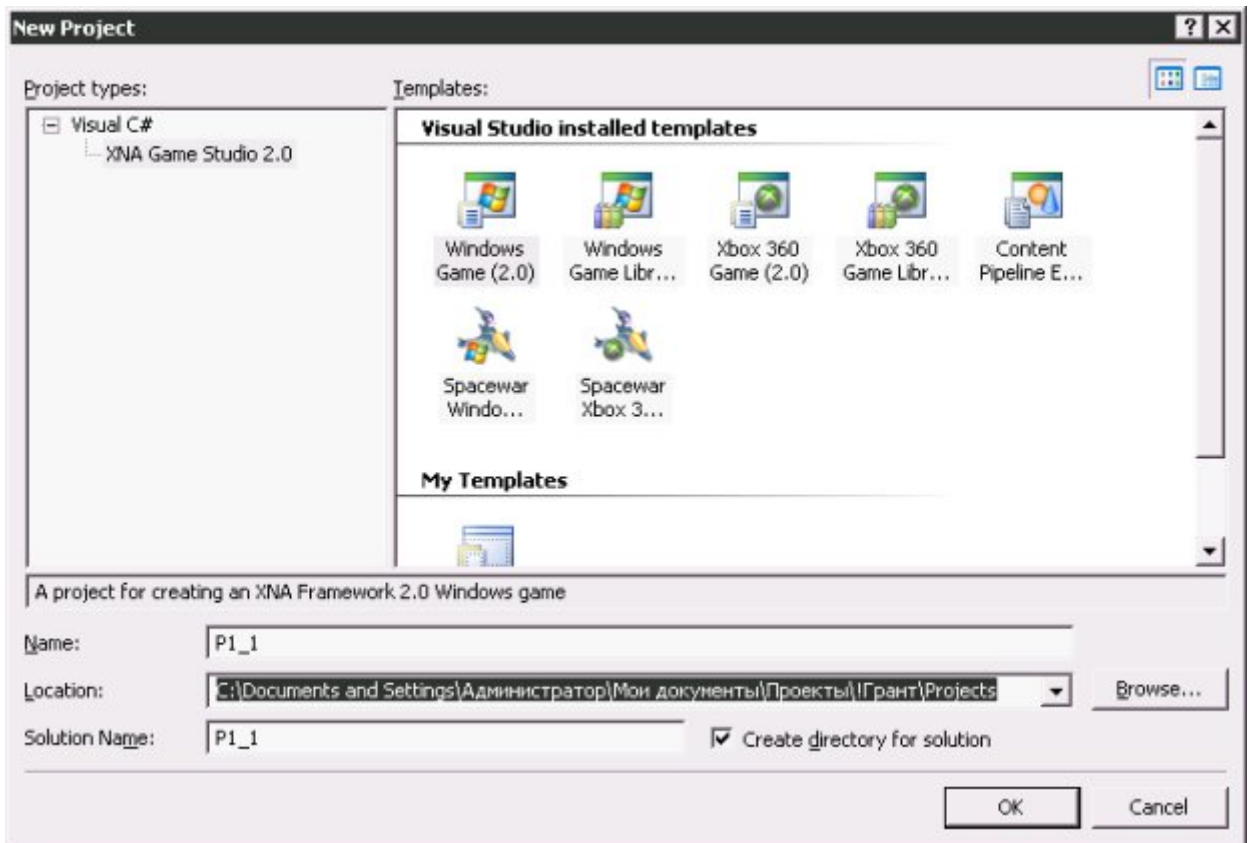 New Project
Project types:
Templates:
Visual C#
XNA Game Studio 2.0
Visual Studio installed templates
Windows Game (2.0)
Windows Game Libr...
Xbox 360 Game (2.0)
Xbox 360 Game Libr...
Content Pipeline E...
Spacewar Windo...
Spacewar Xbox 3...
My Templates
A project for creating an XNA Framework 2.0 Windows game
Name:
P1_1
Location:
C:\Documents and Settings\Администратор\Мои документы\Проекты\!Грант\Projects
Browse...
Solution Name:
P1_1
Create directory for solution
OK
Cancel